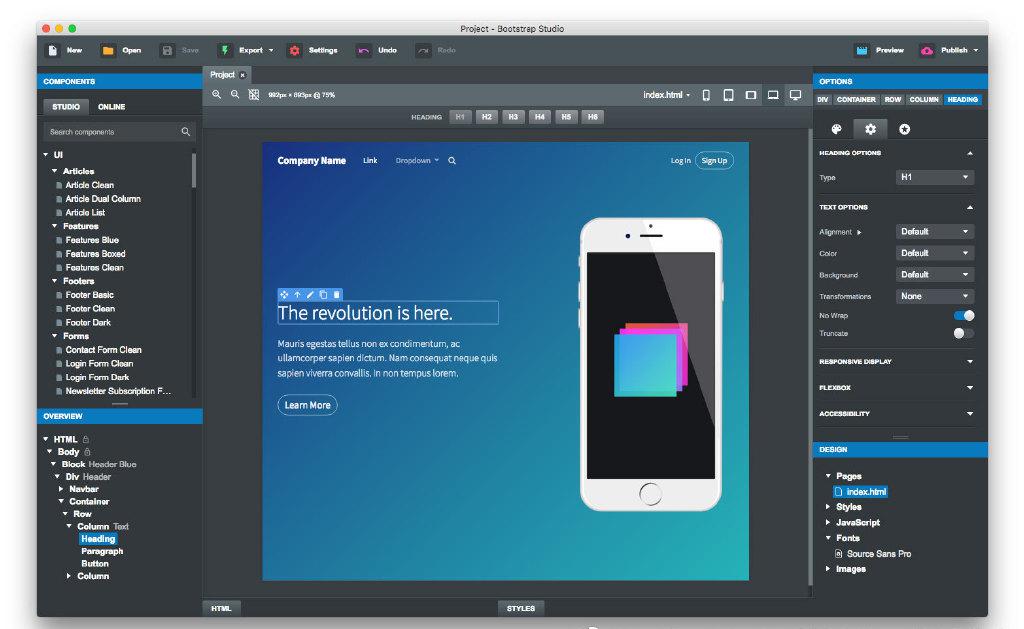 Project - Bootstrap Studio
New Open Save Export Settings Undo Redo Preview Publish
COMPONENTS
STUDIO ONLINE
Search components
UI
Articles
Article Clean
Article Dual Column
Article List
Features
Features Blue
Features Boxed
Features Clean
Footers
Footer Basic
Footer Clean
Footer Dark
Forms
Contact Form Clean
Login Form Clean
Login Form Dark
Newsletter Subscription F...
OVERVIEW
HTML
Body
Block Header Blue
Div Header
Navbar
Container
Row
Column Text
Heading
Paragraph
Button
Column
Project
992px × 893px @ 75%
index.html
HEADING H1 H2 H3 H4 H5 H6
Company Name Link Dropdown Log In Sign Up
The revolution is here.
Mauris egestas tellus non ex condimentum, ac
ullamcorper sapien dictum. Nam consequat neque quis
sapien viverra convallis. In non tempus lorem.
Learn More
HTML STYLES
OPTIONS
DIV CONTAINER ROW COLUMN HEADING
HEADING OPTIONS
Type H1
TEXT OPTIONS
Alignment Default
Color Default
Background Default
Transformations None
No Wrap
Truncate
RESPONSIVE DISPLAY
FLEXBOX
ACCESSIBILITY
DESIGN
Pages
index.html
Styles
JavaScript
Fonts
Source Sans Pro
Images